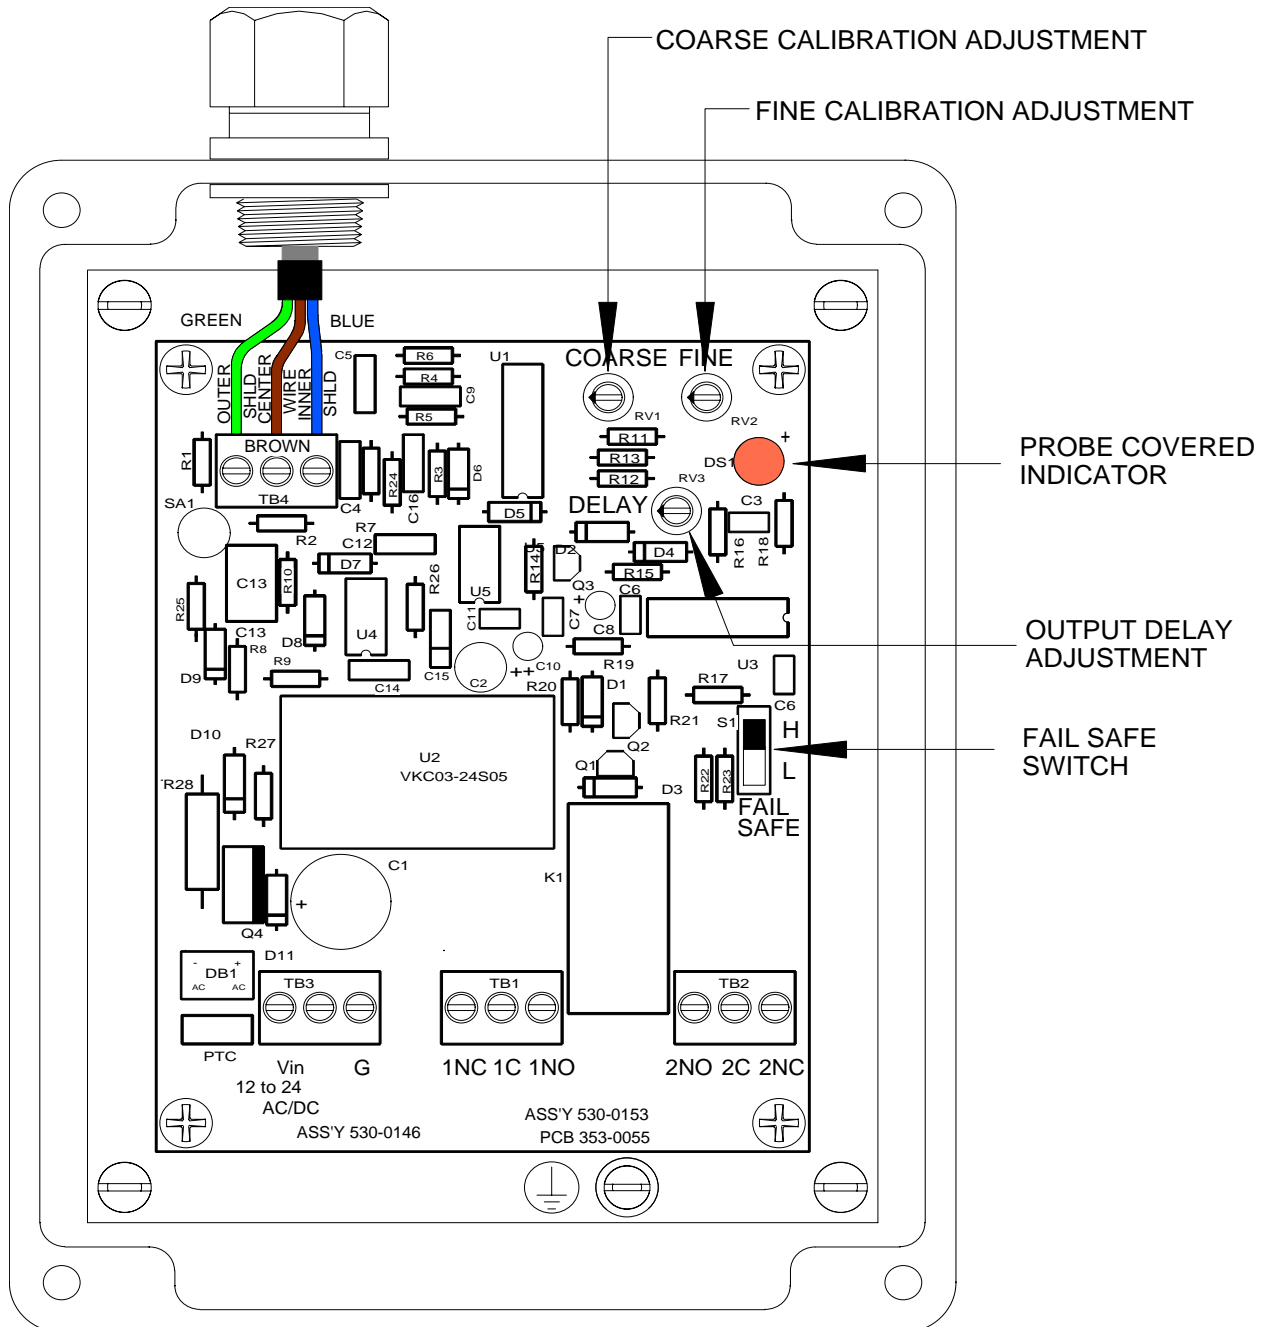 COARSE CALIBRATION ADJUSTMENT
FINE CALIBRATION ADJUSTMENT
GREEN
BLUE
OUTER
SHLD
CENTER
WIRE
INNER
SHLD
C5
R6
R4
C9
R5
U1
COARSE FINE
RV1
RV2
R11
R13
R12
DS1
+
PROBE COVERED
INDICATOR
R1
BROWN
TB4
C4
R24
C16
R3
D6
D5
DELAY
RV3
C3
R16
R18
SA1
R2
R7
C12
D7
R26
U5
R14
U5
D2
D4
R15
Q3
+
C6
C7
C8
C13
R10
R25
C13
R8
D8
D9
R9
U4
C11
C14
C15
C2
++
C10
R19
R20
D1
R21
R17
U3
C6
OUTPUT DELAY
ADJUSTMENT
S1
H
L
FAIL SAFE
SWITCH
FAIL
SAFE
Q2
Q1
D3
R22
R23
D10
R27
R28
U2
VKC03-24S05
C1
+
K1
Q4
D11
- +
DB1
AC AC
PTC
TB3
TB1
TB2
Vin
G
12 to 24
AC/DC
1NC 1C 1NO
2NO 2C 2NC
ASS'Y 530-0146
ASS'Y 530-0153
PCB 353-0055